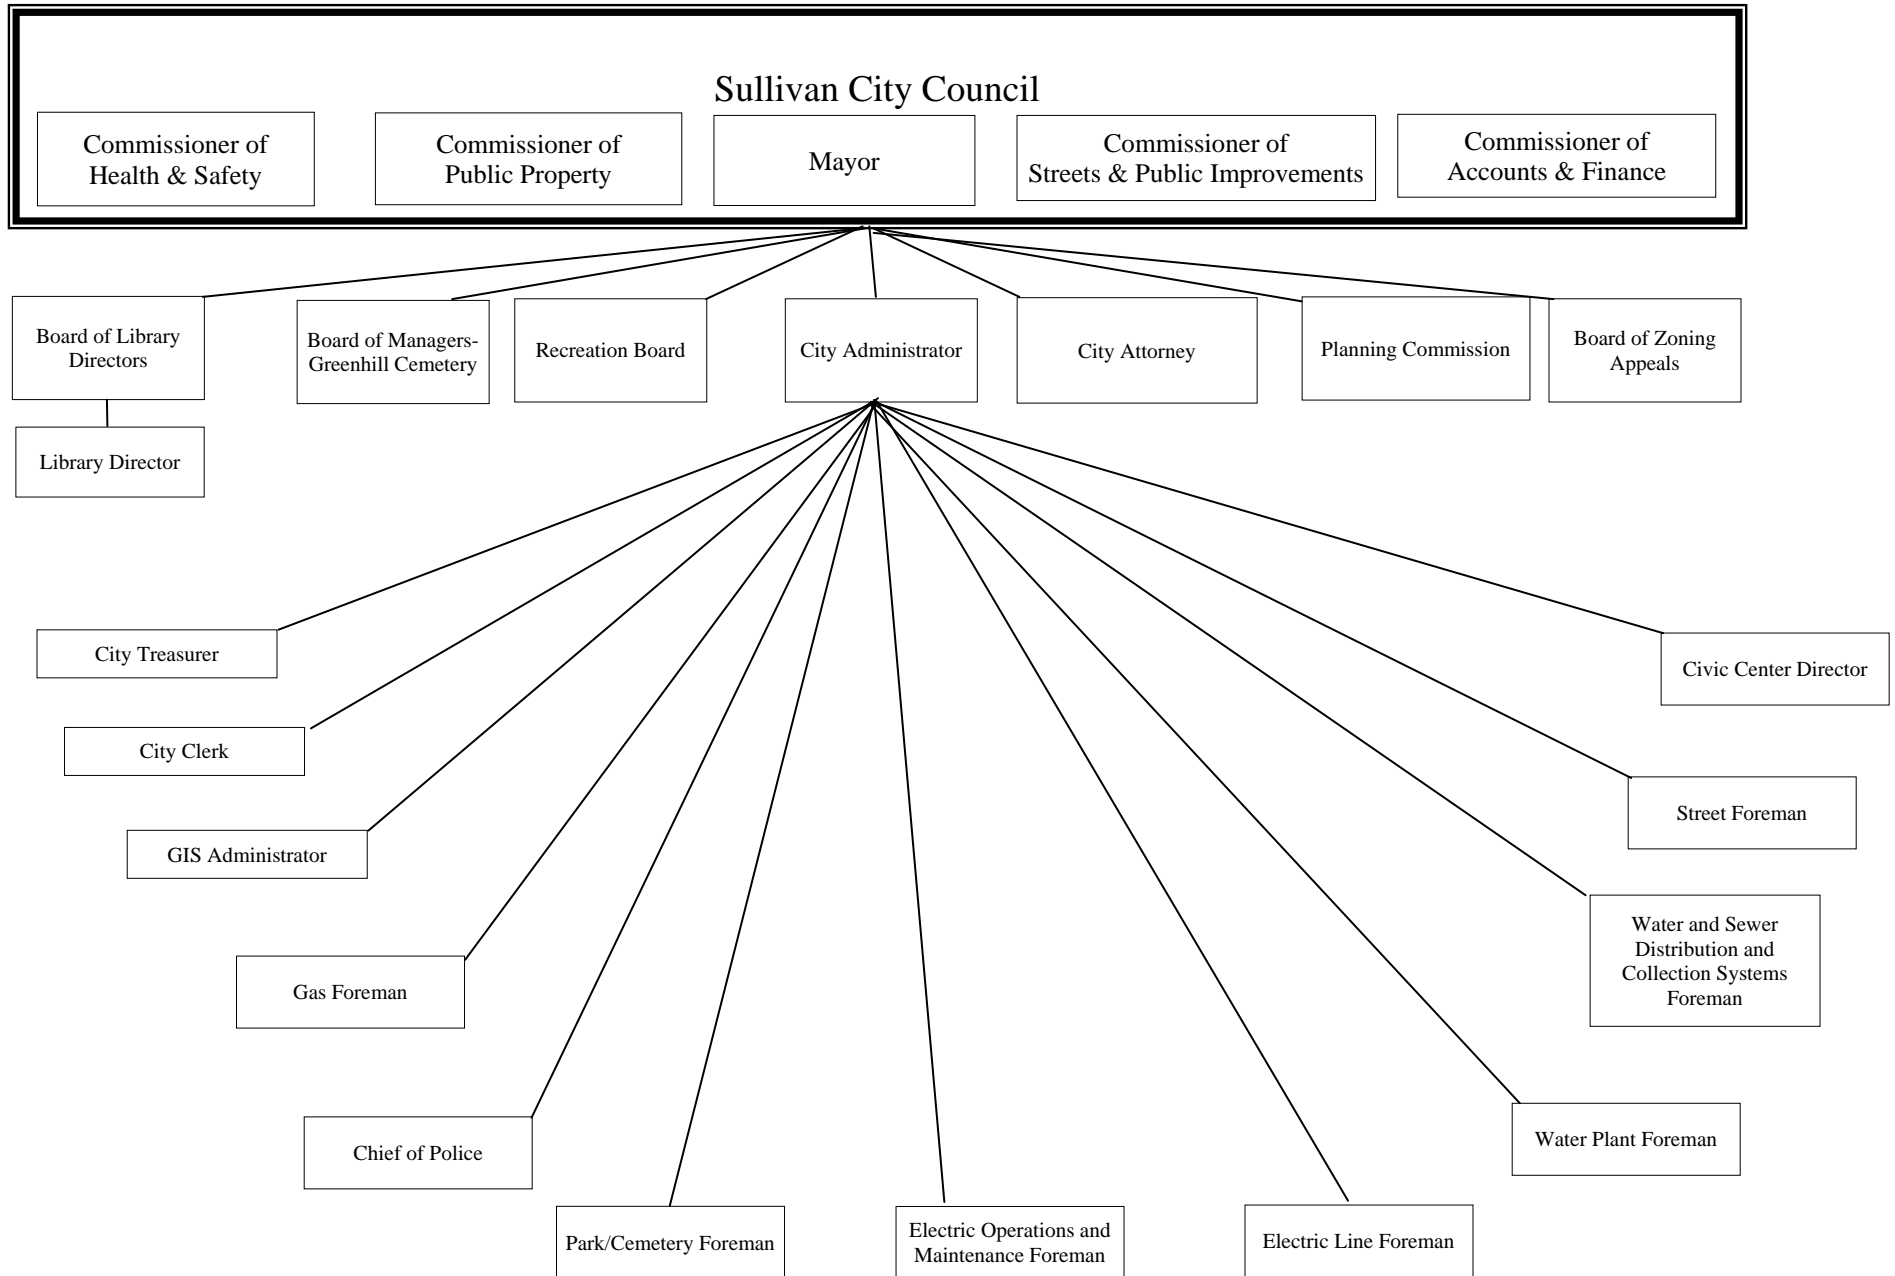 Sullivan City Council
Commissioner of
Health & Safety
Commissioner of
Public Property
Mayor
Commissioner of
Streets & Public Improvements
Commissioner of
Accounts & Finance
Board of Library
Directors
Board of Managers-
Greenhill Cemetery
Recreation Board
City Administrator
City Attorney
Planning Commission
Board of Zoning
Appeals
Library Director
City Treasurer
Civic Center Director
City Clerk
Street Foreman
GIS Administrator
Water and Sewer
Distribution and
Collection Systems
Foreman
Gas Foreman
Chief of Police
Water Plant Foreman
Park/Cemetery Foreman
Electric Operations and
Maintenance Foreman
Electric Line Foreman